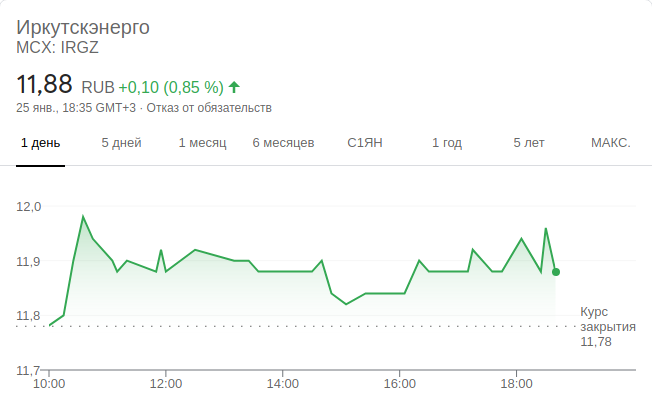 Иркутскэнерго
MCX: IRGZ
11,88 RUB +0,10 (0,85 %)
25 янв., 18:35 GMT+3 · Отказ от обязательств
1 день 5 дней 1 месяц 6 месяцев С1ЯН 1 год 5 лет МАКС.
12,0
11,9
11,8
Курс
закрытия
11,78
11,7
10:00 12:00 14:00 16:00 18:00